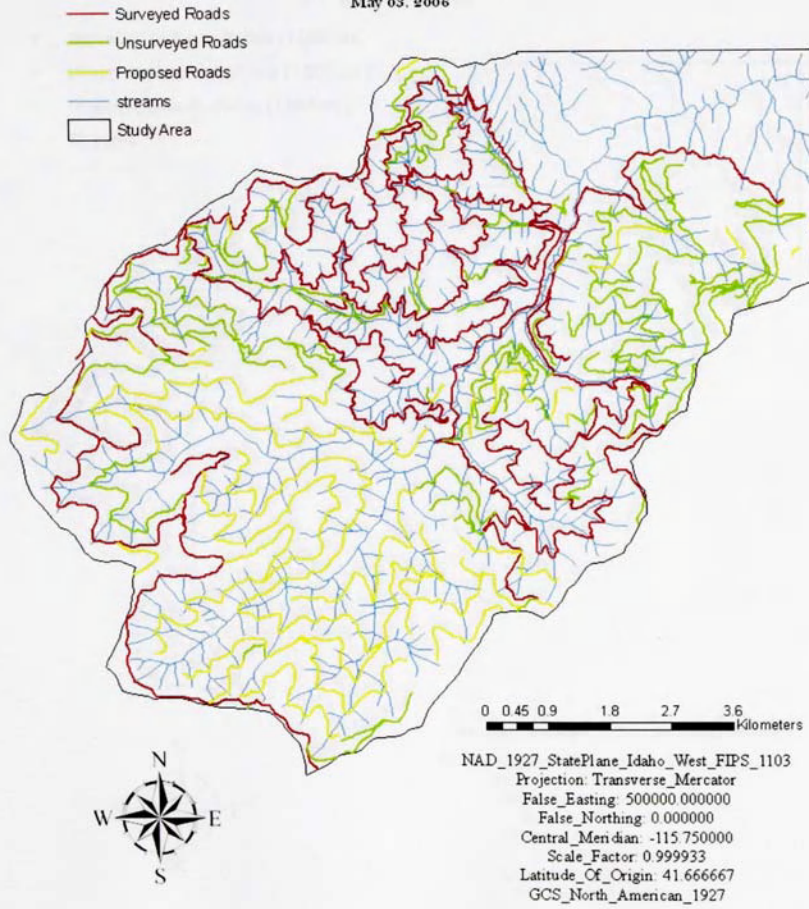 May 03, 2006
Surveyed Roads
Unsurveyed Roads
Proposed Roads
streams
Study Area
0 0.45 0.9 1.8 2.7 3.6
Kilometers
NAD_1927_StatePlane_Idaho_West_FIPS_1103
Projection: Transverse_Mercator
False_Easting: 500000.000000
False_Northing: 0.000000
Central_Meridian: -115.750000
Scale_Factor: 0.999933
Latitude_Of_Origin: 41.666667
GCS_North_American_1927
N
W E
S